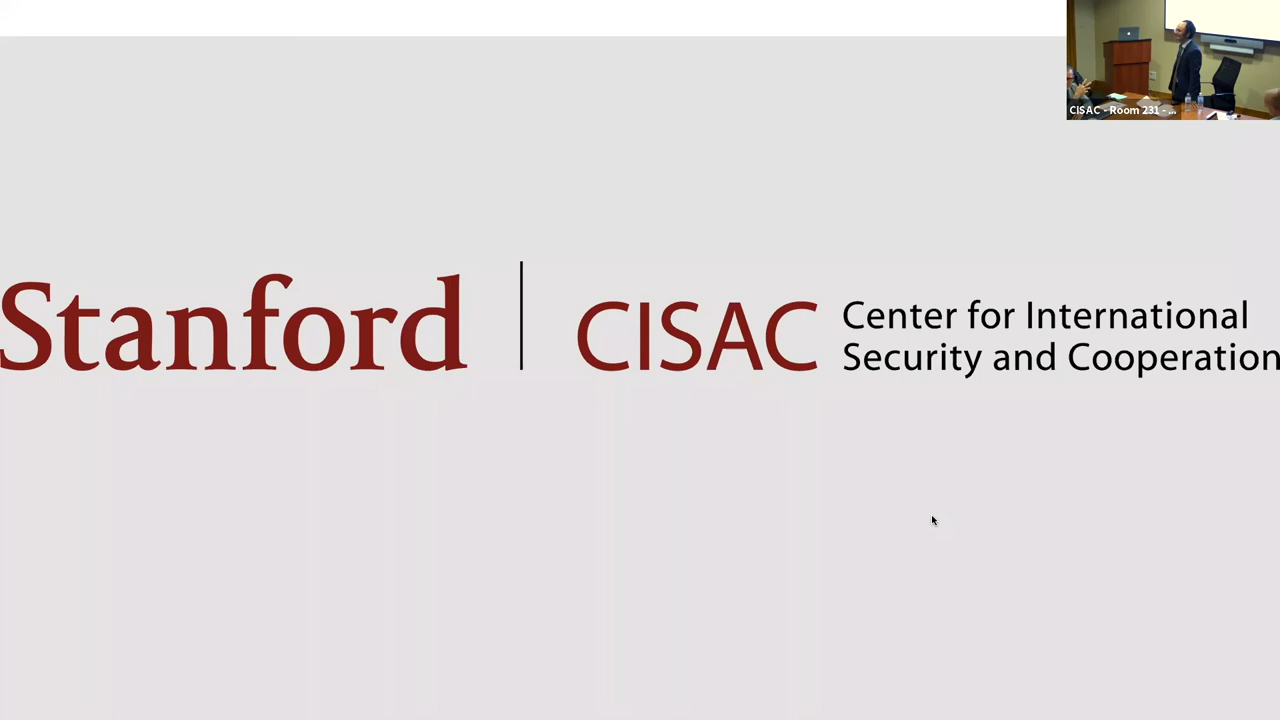 CISAC - Room 231 - ...
Stanford
CISAC
Center for International
Security and Cooperation